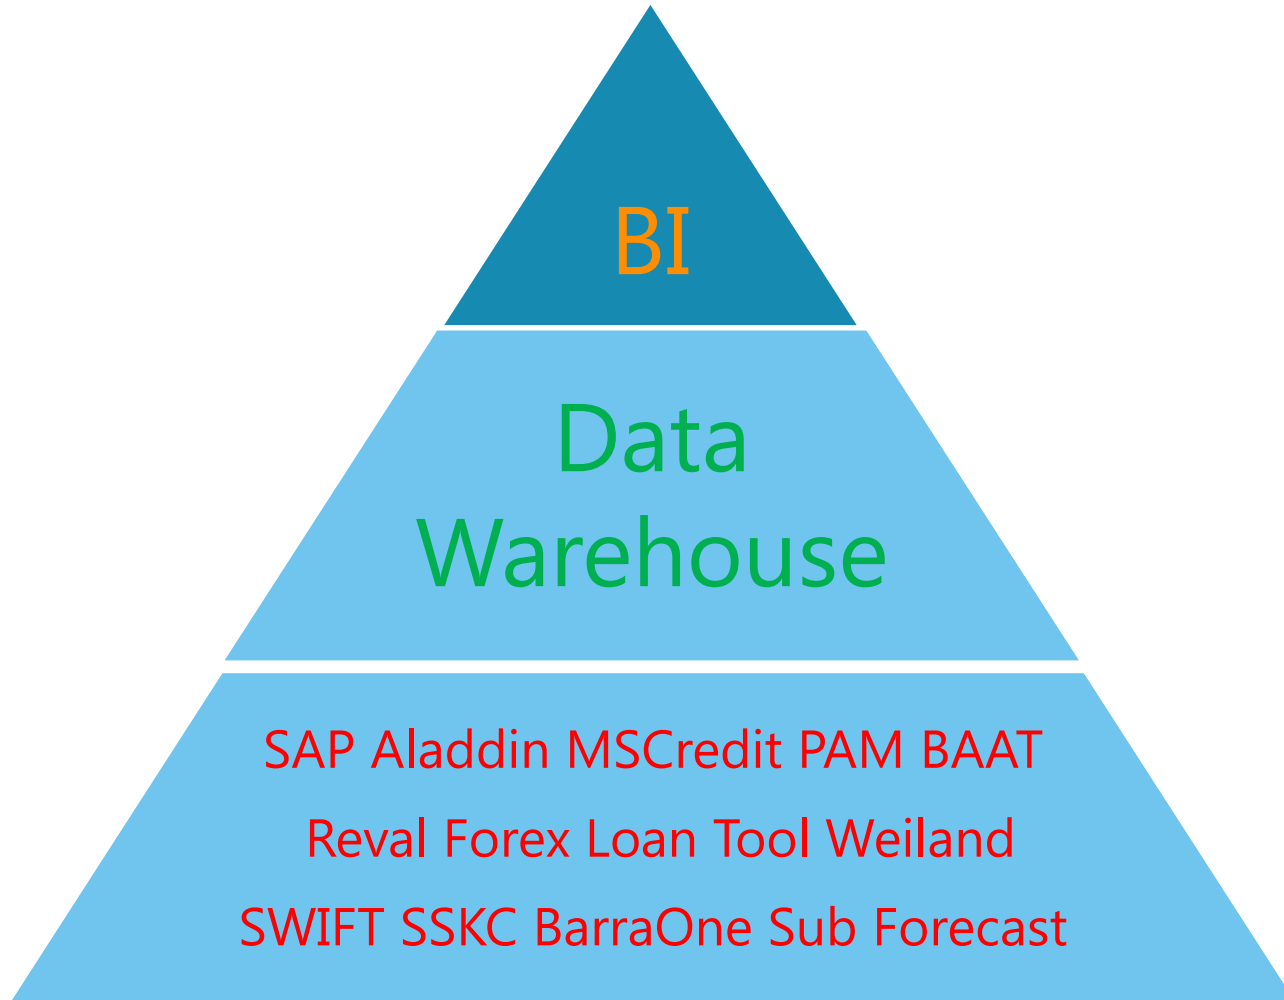 BI
Data
Warehouse
SAP Aladdin MSCredit PAM BAAT
Reval Forex Loan Tool Weiland
SWIFT SSKC BarraOne Sub Forecast